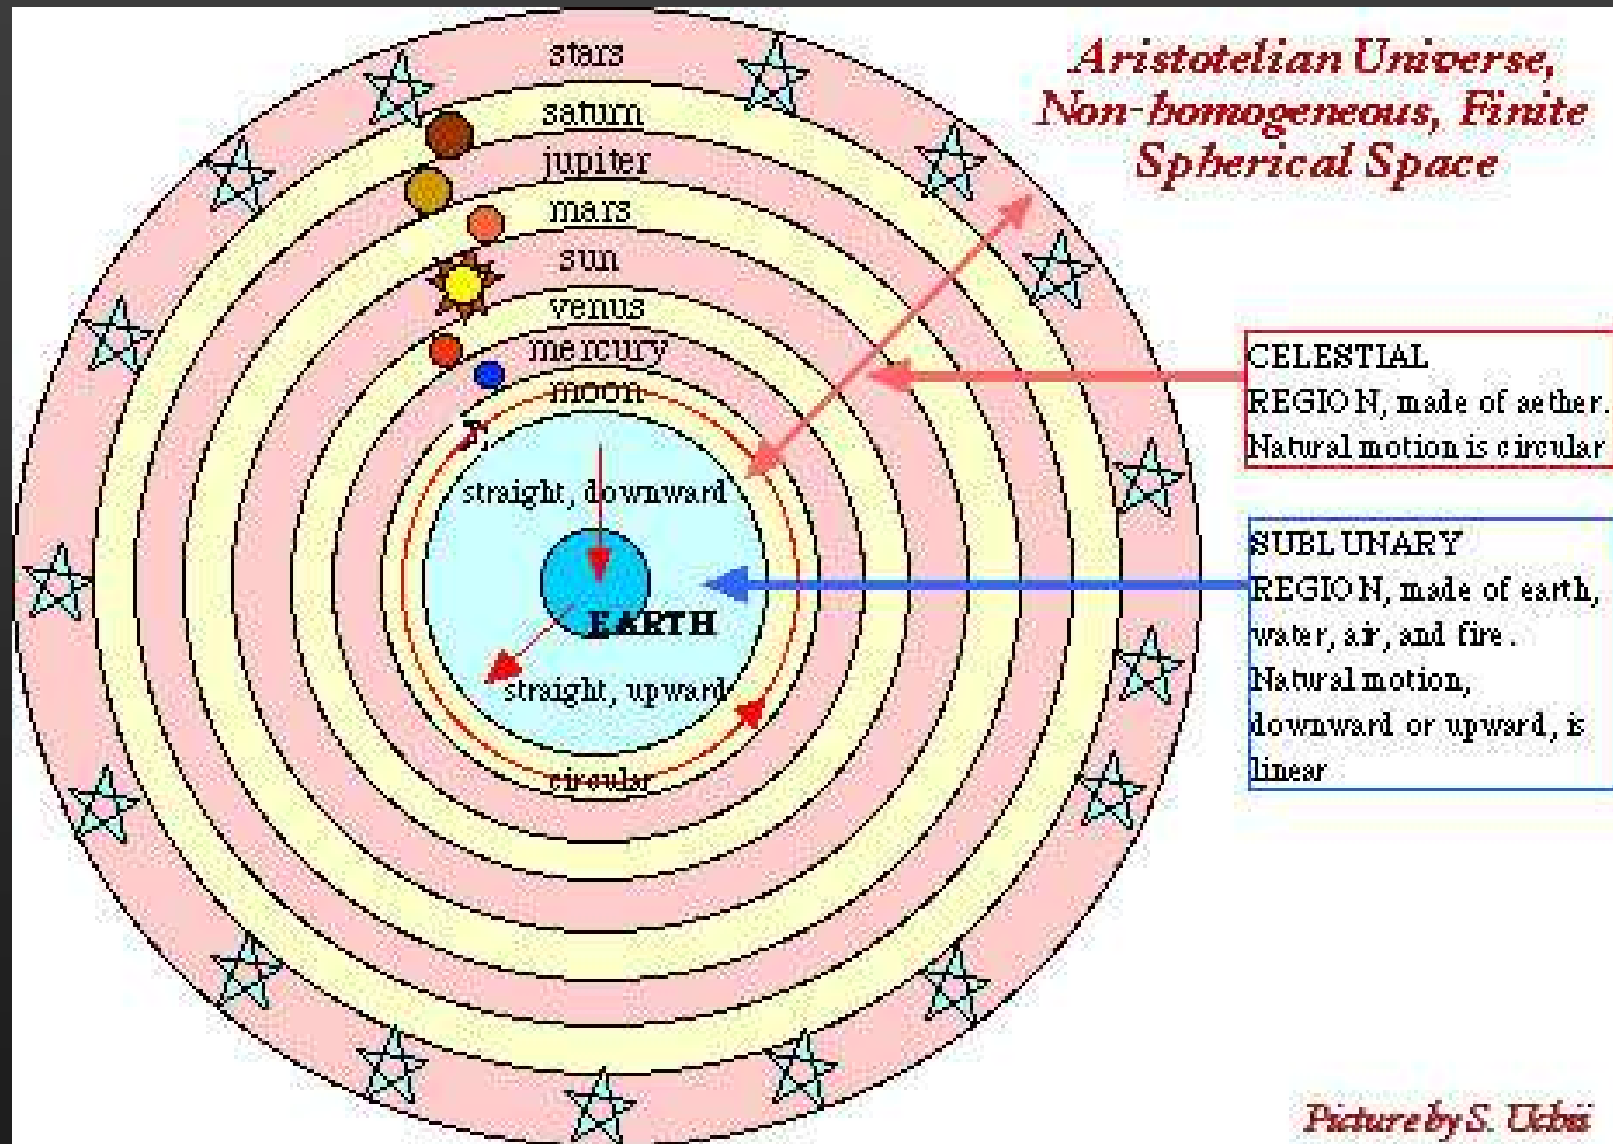 Aristotelian Universe,
Non-homogeneous, Finite
Spherical Space
stars
saturn
jupiter
mars
sun
venus
mercury
moon
straight, downward
EARTH
straight, upward
circular
CELESTIAL
REGION, made of aether.
Natural motion is circular
SUBLUNARY
REGION, made of earth,
water, air, and fire.
Natural motion,
downward or upward, is
linear
Picture by S.